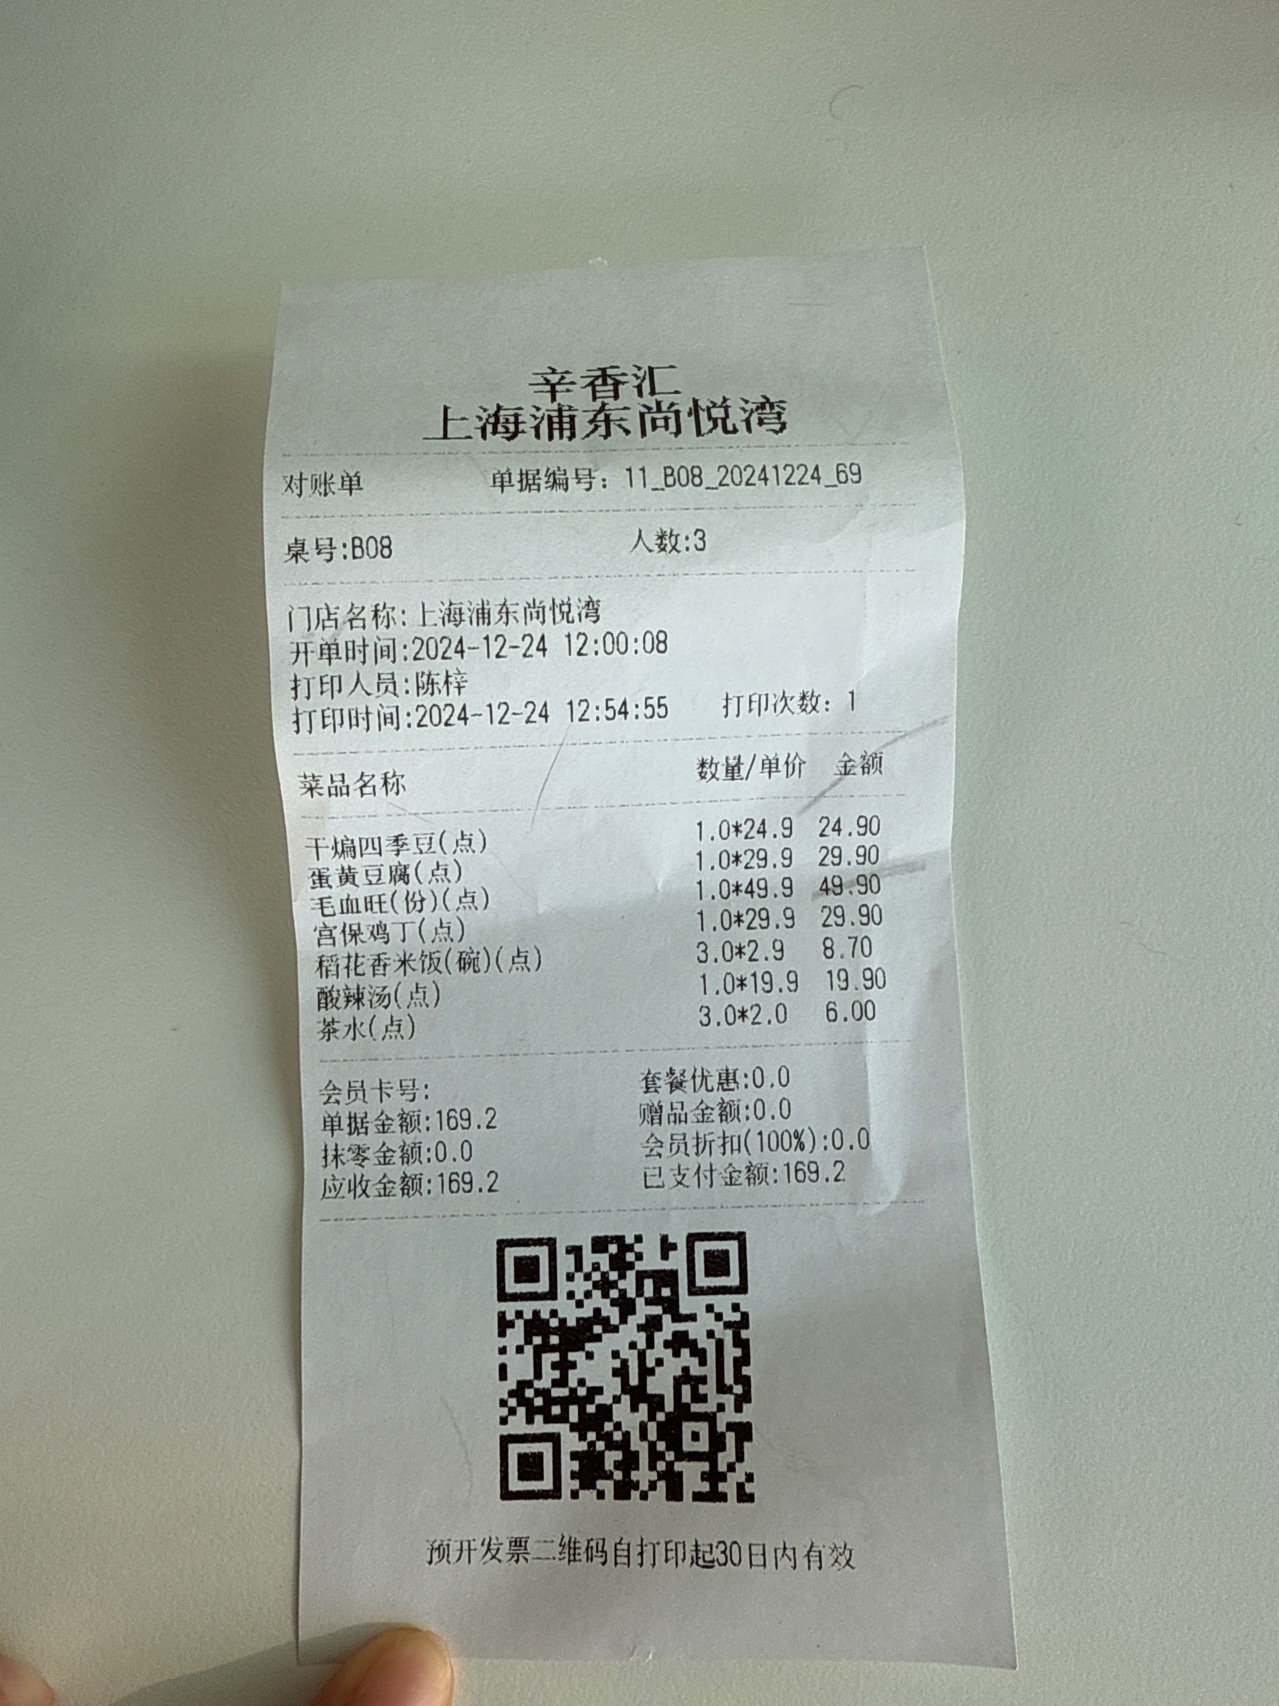 辛香汇
上海浦东尚悦湾
对账单 单据编号：11_B08_20241224_69
桌号:B08 人数:3
门店名称:上海浦东尚悦湾
开单时间:2024-12-24 12:00:08
打印人员:陈梓
打印时间:2024-12-24 12:54:55 打印次数：1
菜品名称 数量/单价 金额
干煸四季豆(点) 1.0*24.9 24.90
蛋黄豆腐(点) 1.0*29.9 29.90
毛血旺(份)(点) 1.0*49.9 49.90
宫保鸡丁(点) 1.0*29.9 29.90
稻花香米饭(碗)(点) 3.0*2.9 8.70
酸辣汤(点) 1.0*19.9 19.90
茶水(点) 3.0*2.0 6.00
会员卡号: 套餐优惠:0.0
单据金额:169.2 赠品金额:0.0
抹零金额:0.0 会员折扣(100%):0.0
应收金额:169.2 已支付金额:169.2
预开发票二维码自打印起30日内有效